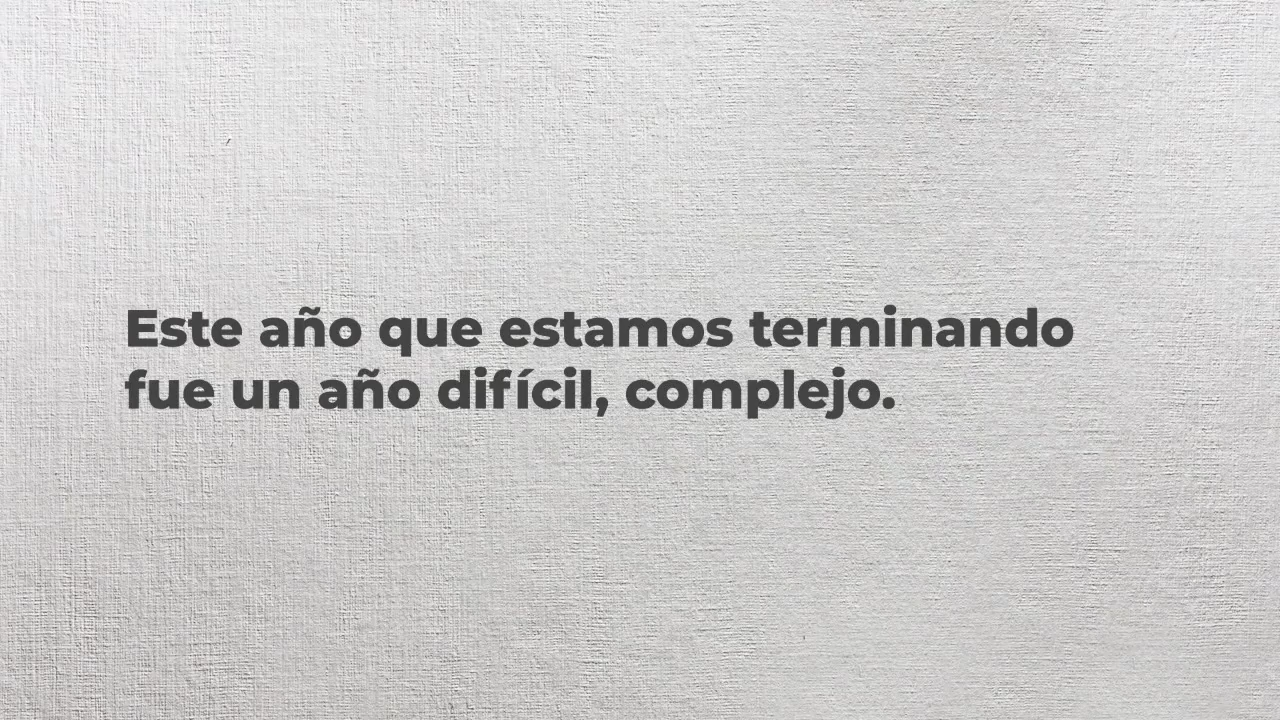 Este año que estamos terminando
fue un año difícil, complejo.